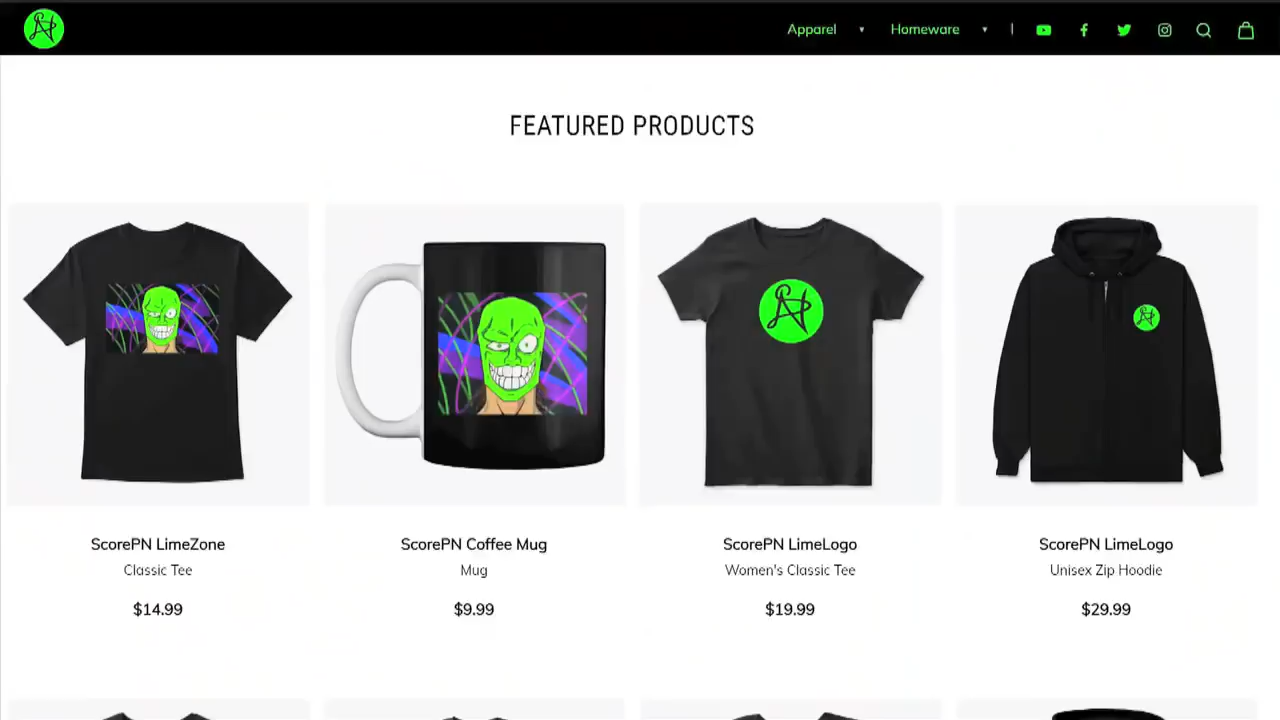 Apparel ▾ Homeware ▾ |
FEATURED PRODUCTS
ScorePN LimeZone
Classic Tee
$14.99
ScorePN Coffee Mug
Mug
$9.99
ScorePN LimeLogo
Women's Classic Tee
$19.99
ScorePN LimeLogo
Unisex Zip Hoodie
$29.99